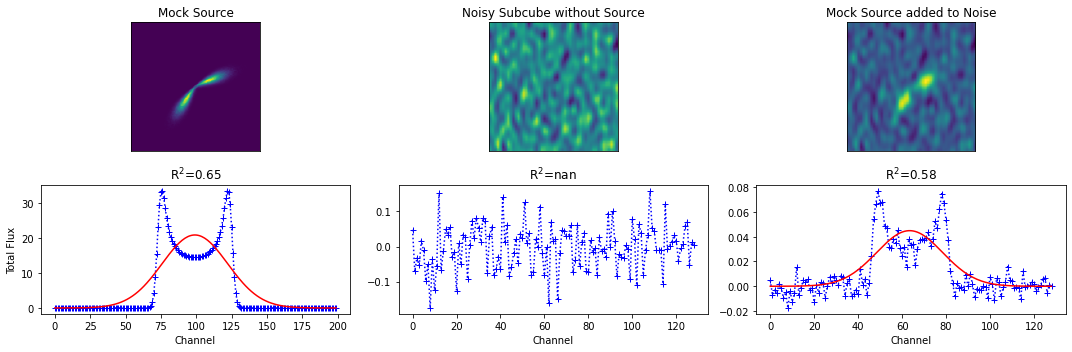 Mock Source
Noisy Subcube without Source
Mock Source added to Noise
R²=0.65
R²=nan
R²=0.58
Total Flux
30
20
10
0
0.1
0.0
−0.1
0.08
0.06
0.04
0.02
0.00
−0.02
0 25 50 75 100 125 150 175 200
0 20 40 60 80 100 120
0 20 40 60 80 100 120
Channel
Channel
Channel